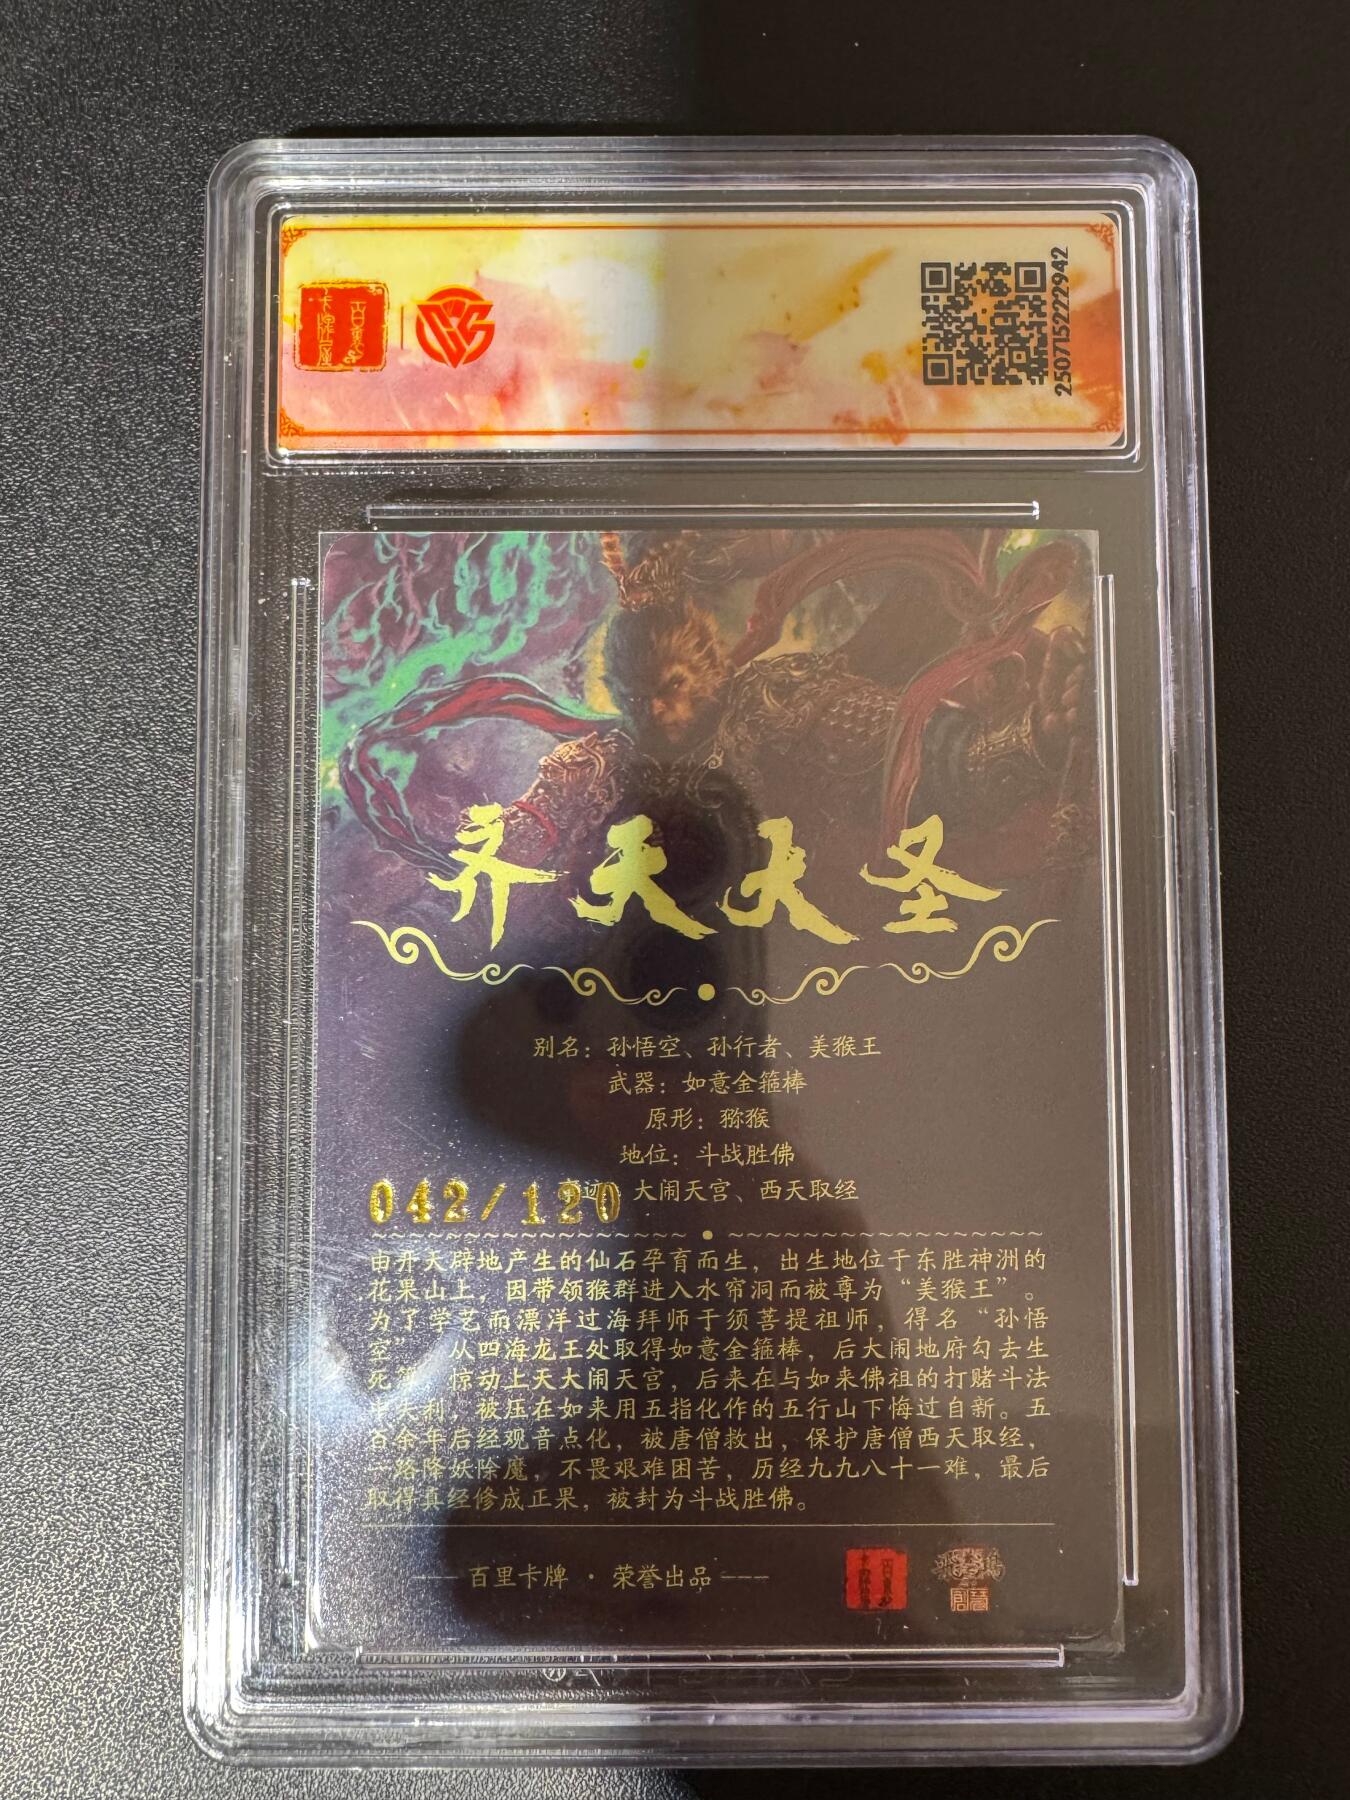 百里
卡牌屋
250715222942
齐天大圣
别名：孙悟空、孙行者、美猴王
武器：如意金箍棒
原形：猕猴
地位：斗战胜佛
迹：大闹天宫、西天取经
042/120
由开天辟地产生的仙石孕育而生，出生地位于东胜神洲的
花果山上，因带领猴群进入水帘洞而被尊为“美猴王”。
为了学艺而漂洋过海拜师于须菩提祖师，得名“孙悟
空”，从四海龙王处取得如意金箍棒，后大闹地府勾去生
死簿，惊动上天大闹天宫，后来在与如来佛祖的打赌斗法
中失利，被压在如来用五指化作的五行山下悔过自新。五
百余年后经观音点化，被唐僧救出，保护唐僧西天取经，
一路降妖除魔，不畏艰难困苦，历经九九八十一难，最后
取得真经修成正果，被封为斗战胜佛。
百里卡牌 · 荣誉出品